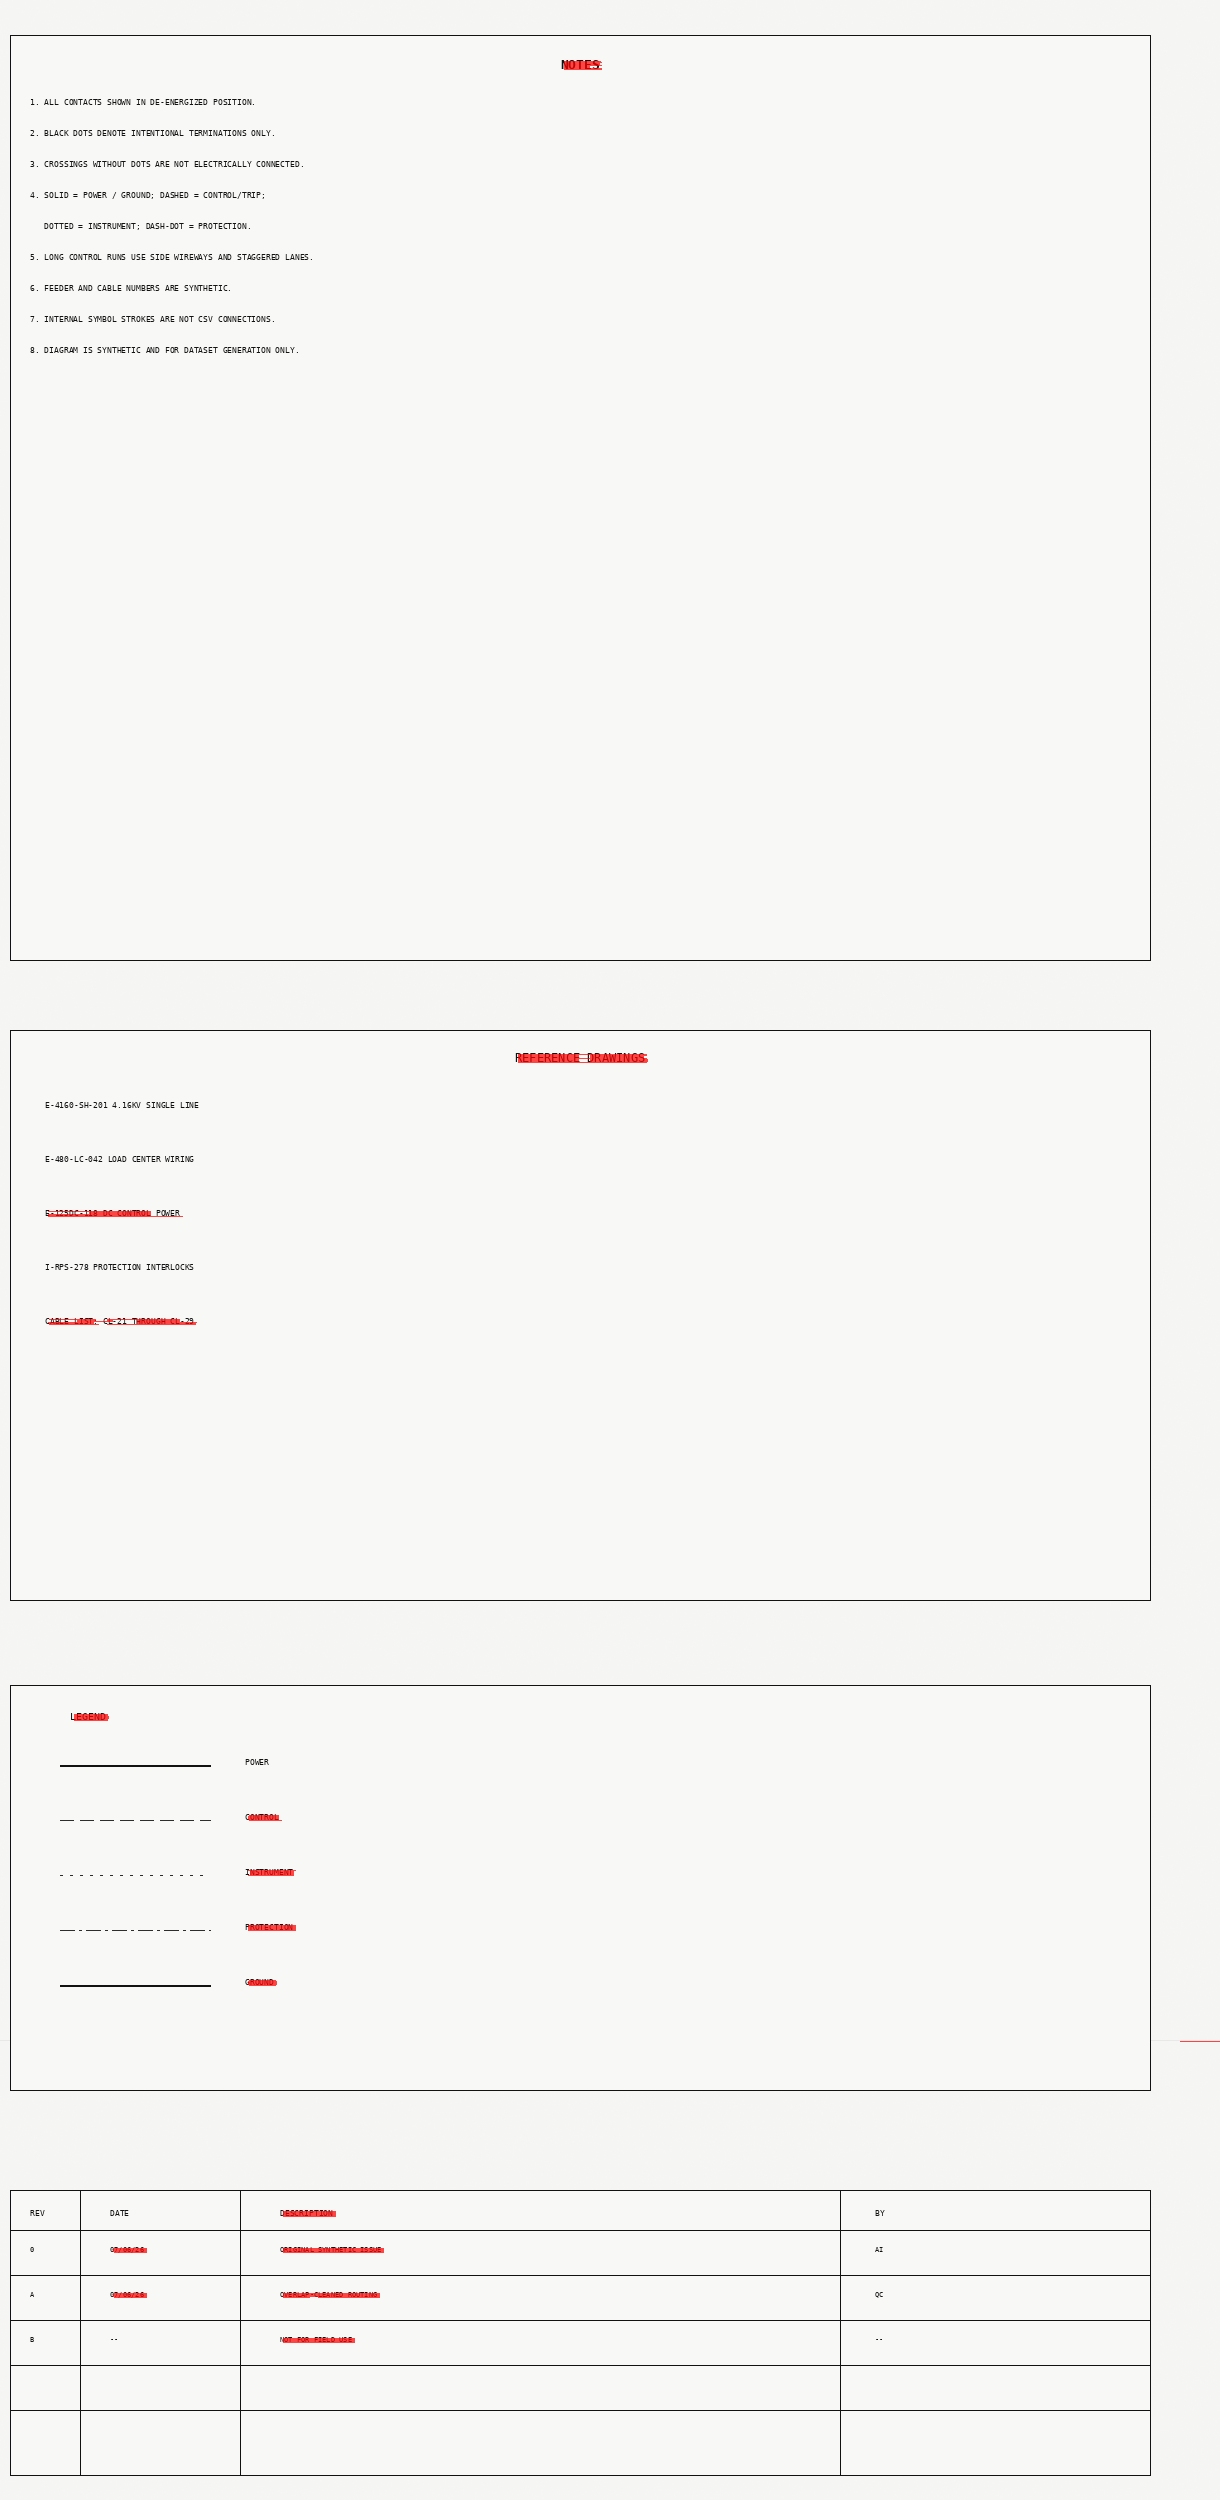 NOTES
1. ALL CONTACTS SHOWN IN DE-ENERGIZED POSITION.
2. BLACK DOTS DENOTE INTENTIONAL TERMINATIONS ONLY.
3. CROSSINGS WITHOUT DOTS ARE NOT ELECTRICALLY CONNECTED.
4. SOLID = POWER / GROUND; DASHED = CONTROL/TRIP;
DOTTED = INSTRUMENT; DASH-DOT = PROTECTION.
5. LONG CONTROL RUNS USE SIDE WIREWAYS AND STAGGERED LANES.
6. FEEDER AND CABLE NUMBERS ARE SYNTHETIC.
7. INTERNAL SYMBOL STROKES ARE NOT CSV CONNECTIONS.
8. DIAGRAM IS SYNTHETIC AND FOR DATASET GENERATION ONLY.
REFERENCE DRAWINGS
E-4160-SH-201 4.16KV SINGLE LINE
E-480-LC-042 LOAD CENTER WIRING
E-125DC-118 DC CONTROL POWER
I-RPS-278 PROTECTION INTERLOCKS
CABLE LIST: CL-21 THROUGH CL-29
LEGEND
POWER
CONTROL
INSTRUMENT
PROTECTION
GROUND
REV DATE DESCRIPTION BY
0 ORIGINAL SYNTHETIC ISSUE AI
A OVERLAP-CLEANED ROUTING QC
B -- NOT FOR FIELD USE --